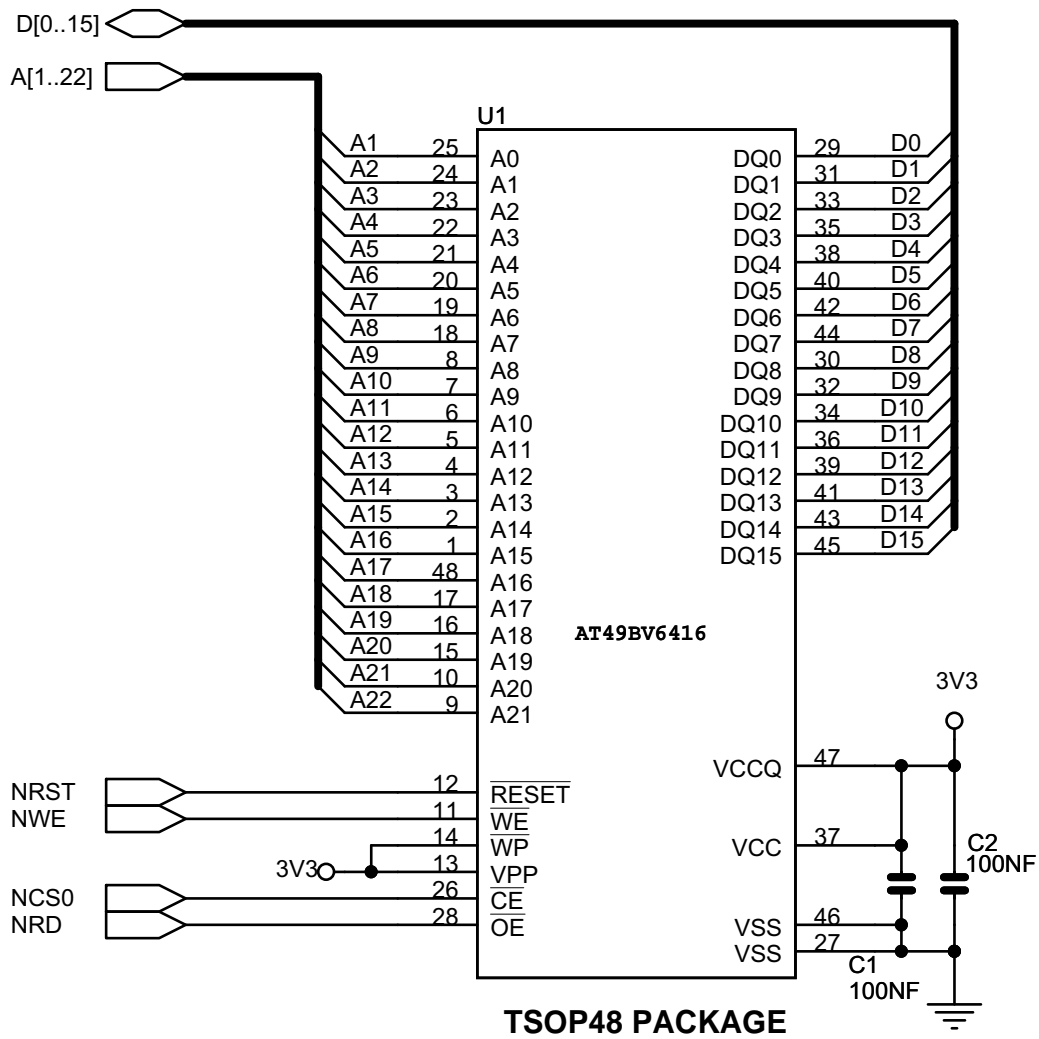 D[0..15]
A[1..22]
U1
A1 25 A0 DQ0 29 D0
A2 24 A1 DQ1 31 D1
A3 23 A2 DQ2 33 D2
A4 22 A3 DQ3 35 D3
A5 21 A4 DQ4 38 D4
A6 20 A5 DQ5 40 D5
A7 19 A6 DQ6 42 D6
A8 18 A7 DQ7 44 D7
A9 8 A8 DQ8 30 D8
A10 7 A9 DQ9 32 D9
A11 6 A10 DQ10 34 D10
A12 5 A11 DQ11 36 D11
A13 4 A12 DQ12 39 D12
A14 3 A13 DQ13 41 D13
A15 2 A14 DQ14 43 D14
A16 1 A15 DQ15 45 D15
A17 48 A16
A18 17 A17
A19 16 A18 AT49BV6416
A20 15 A19
A21 10 A20 3V3
A22 9 A21
VCCQ 47
NRST 12 RESET
NWE 11 WE
14 WP VCC 37 C2
3V3 13 VPP 100NF
NCS0 26 CE
NRD 28 OE VSS 46
VSS 27
C1
100NF
TSOP48 PACKAGE